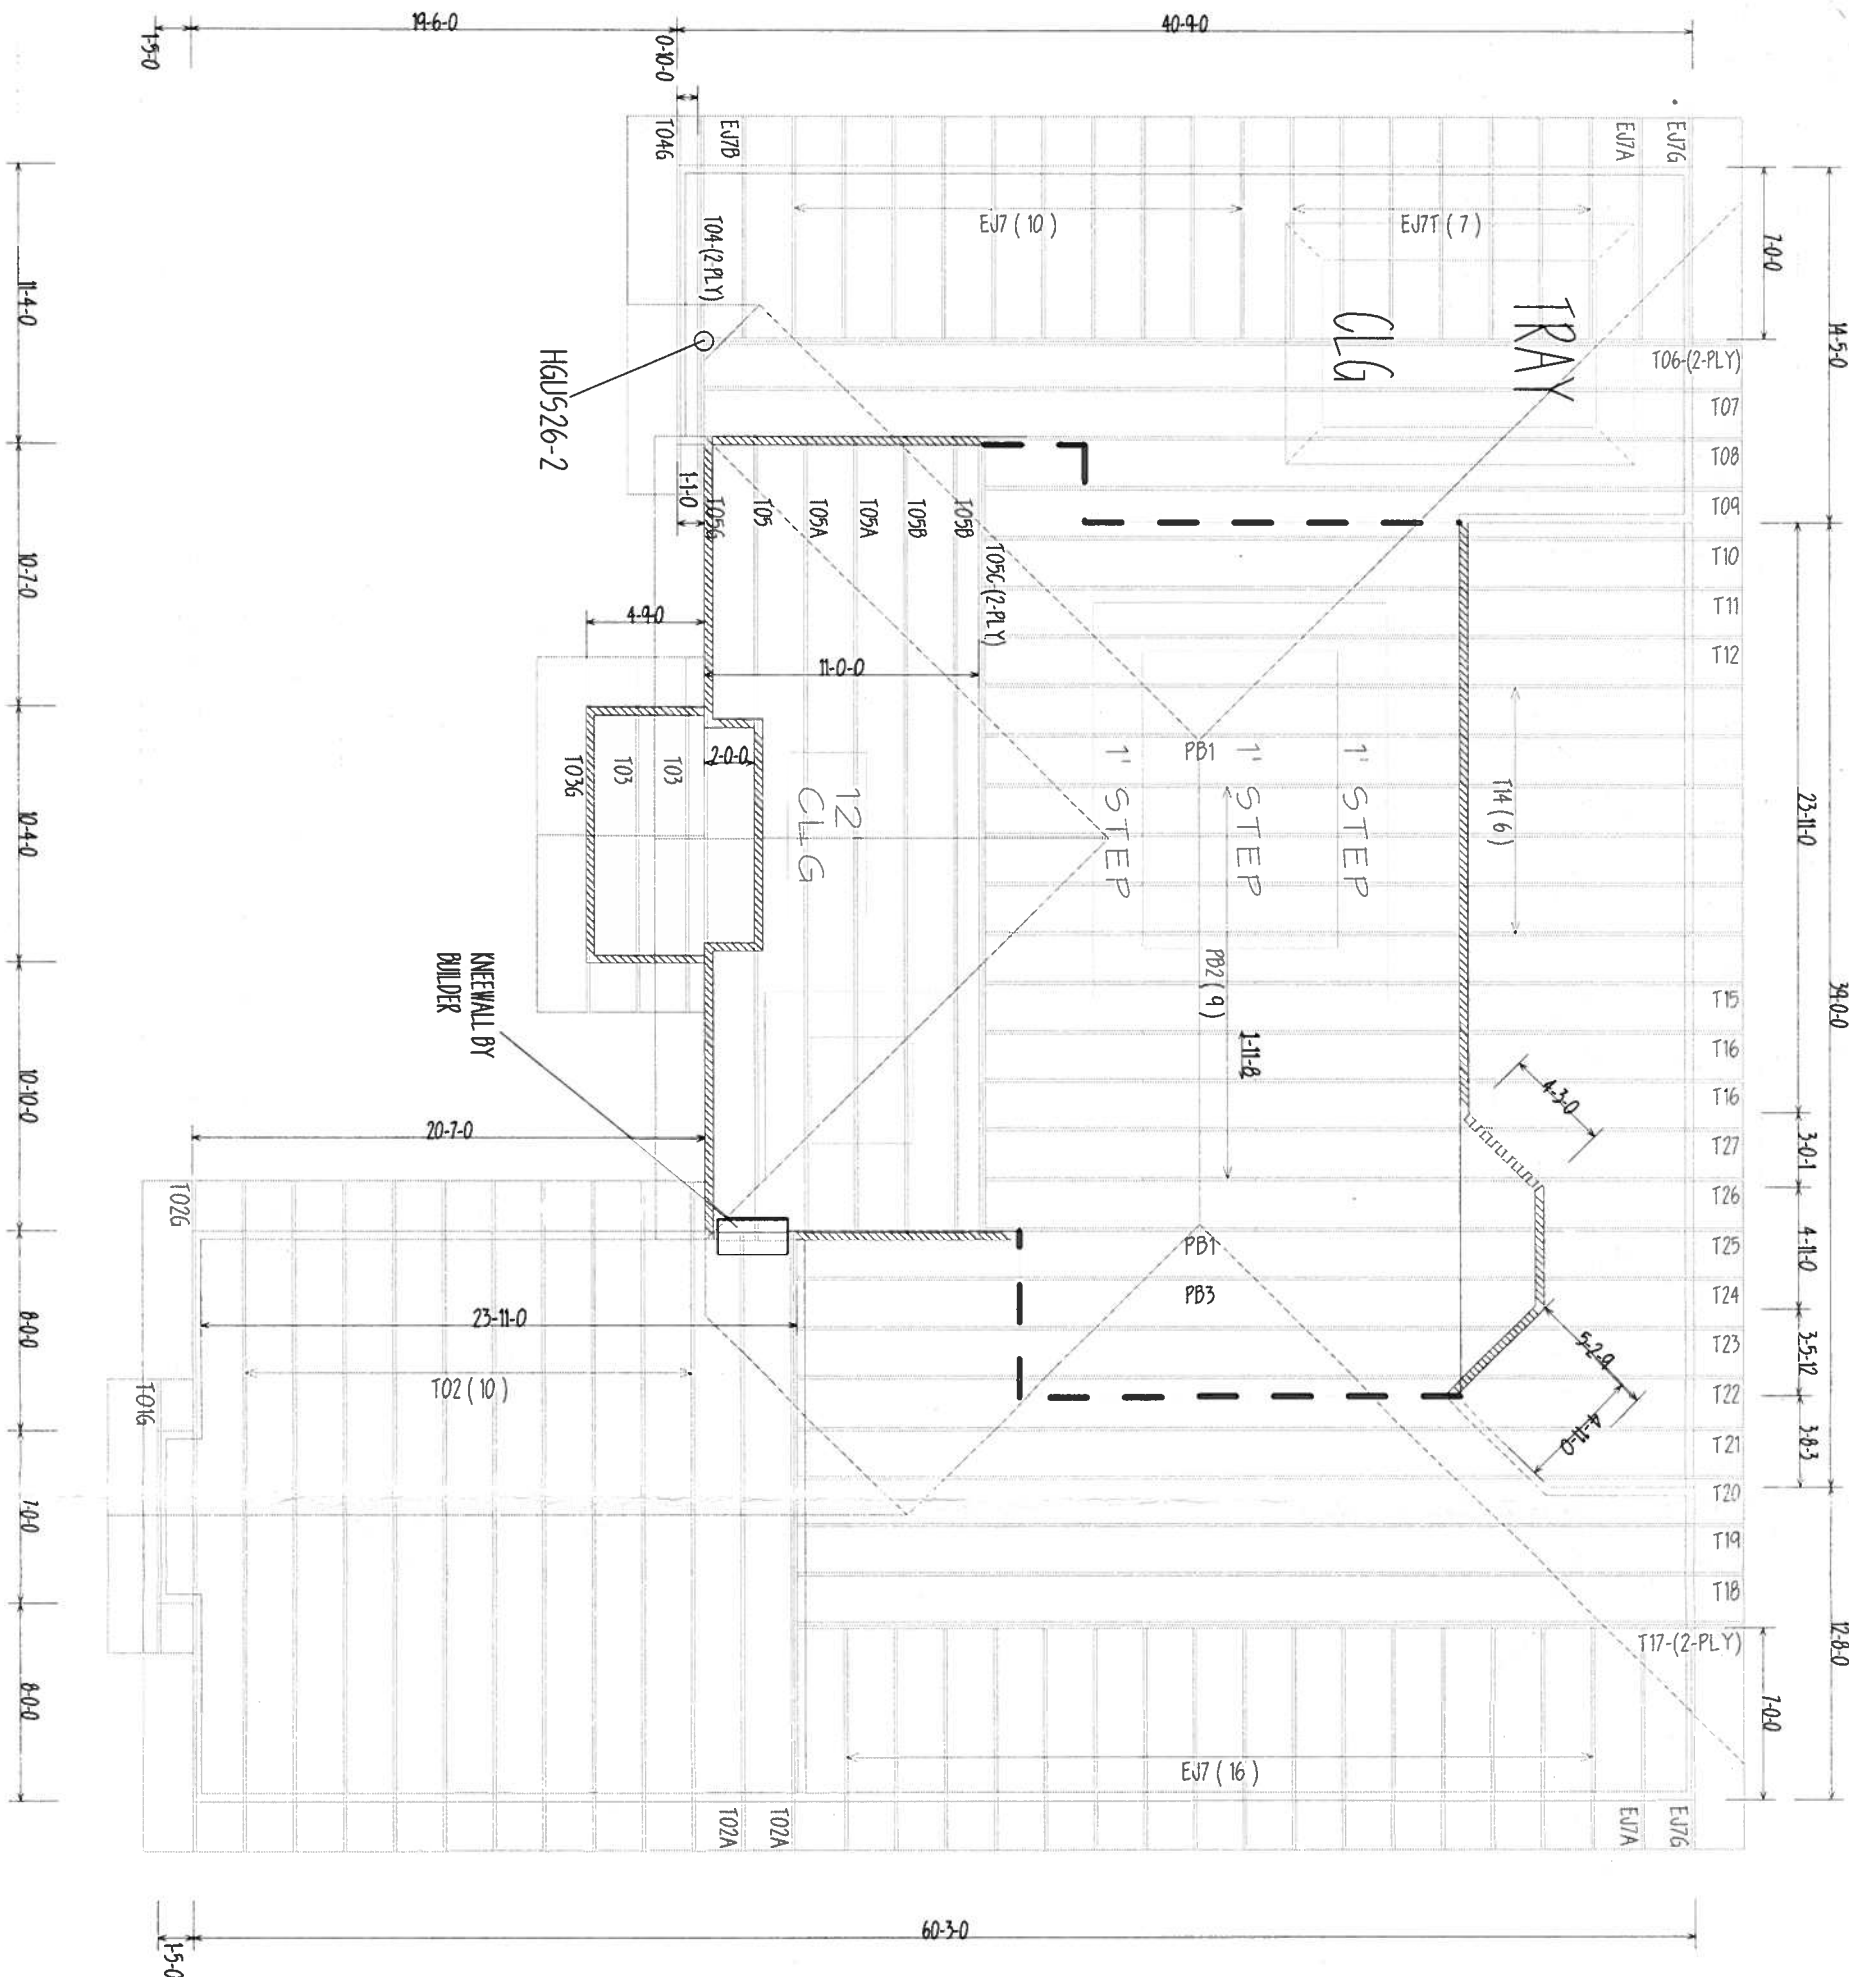 1-5-0
19-6-0
0-10-0
40-9-0
T04G
EJ7B
EJ7A
EJ7G
EJ7 ( 10 )
EJ7T ( 7 )
7-0-0
14-5-0
T04-(2-PLY)
TRAY
CLG
T06-(2-PLY)
T07
T08
T09
T10
T11
T12
HGUS26-2
11-4-0
1-1-0
T05G
T05
T05A
T05A
T05B
T05B
T05C-(2-PLY)
10-7-0
4-9-0
11-0-0
2-0-0
T03G
T03
T03
12'
CLG
PB1
1" STEP
1" STEP
1" STEP
T14 ( 6 )
23-11-0
39-0-0
10-4-0
PB2 ( 9 )
1-11-8
T15
T16
T16
T27
T26
T25
T24
T23
T22
T21
T20
T19
T18
T17-(2-PLY)
KNEEWALL BY
BUILDER
10-10-0
20-7-0
4-3-0
3-0-1
4-11-0
3-5-12
3-8-3
5-2-9
4-11-0
T02G
PB1
PB3
23-11-0
8-0-0
T02 ( 10 )
T01G
7-0-0
12-8-0
7-0-0
8-0-0
EJ7 ( 16 )
T02A
T02A
EJ7A
EJ7G
60-3-0
1-5-0